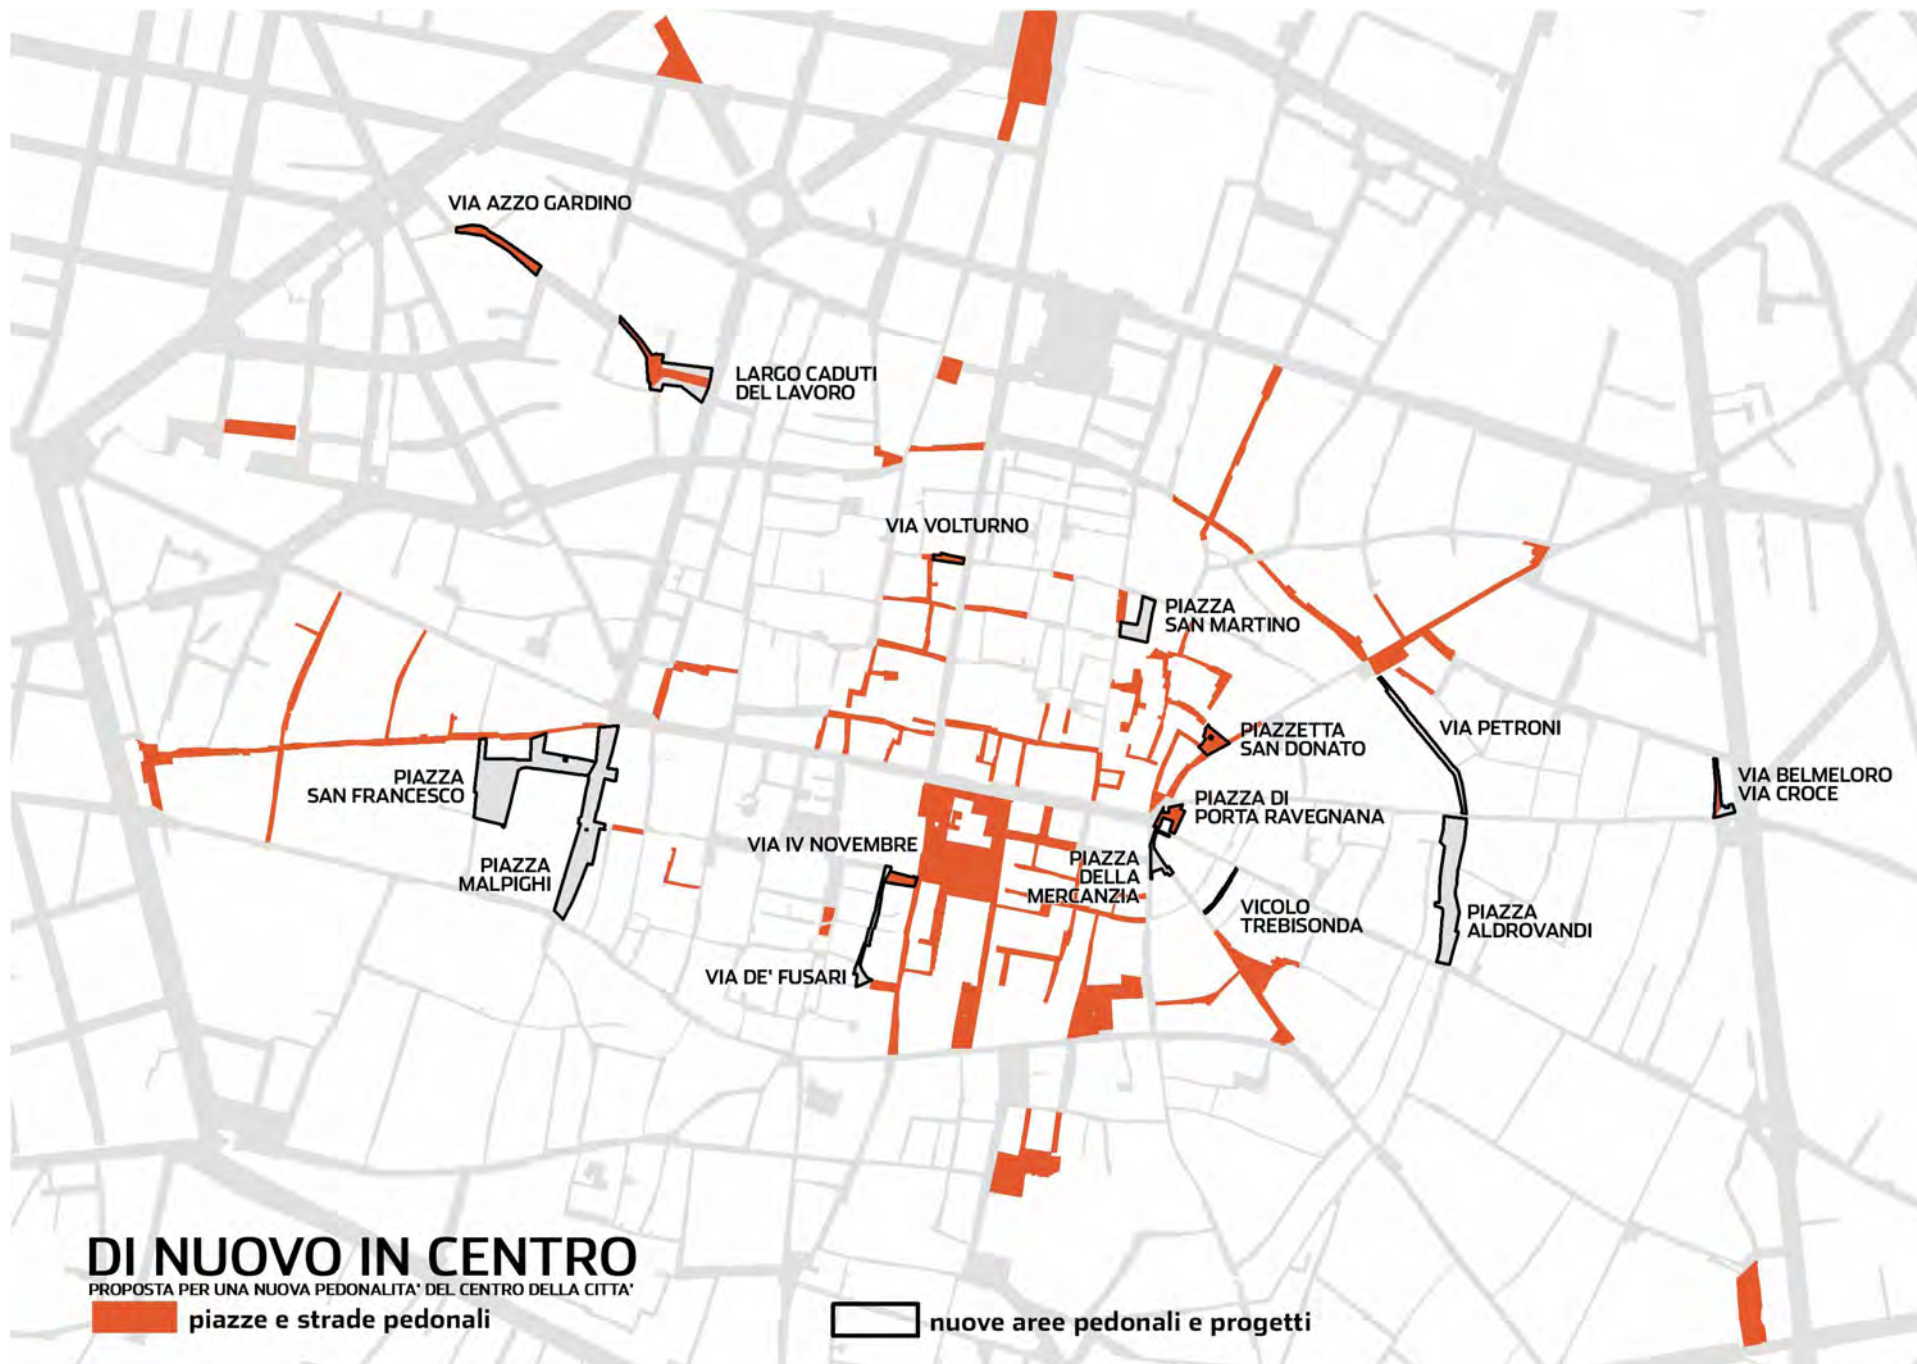 VIA AZZO GARDINO
LARGO CADUTI
DEL LAVORO
VIA VOLTURNO
PIAZZA
SAN MARTINO
PIAZZETTA
SAN DONATO
VIA PETRONI
PIAZZA
SAN FRANCESCO
VIA BELMELORO
VIA CROCE
PIAZZA DI
PORTA RAVEGNANA
VIA IV NOVEMBRE
PIAZZA
MALPIGHI
PIAZZA
DELLA
MERCANZIA
VICOLO
TREBISONDA
PIAZZA
ALDROVANDI
VIA DE' FUSARI
DI NUOVO IN CENTRO
PROPOSTA PER UNA NUOVA PEDONALITA' DEL CENTRO DELLA CITTA'
piazze e strade pedonali
nuove aree pedonali e progetti